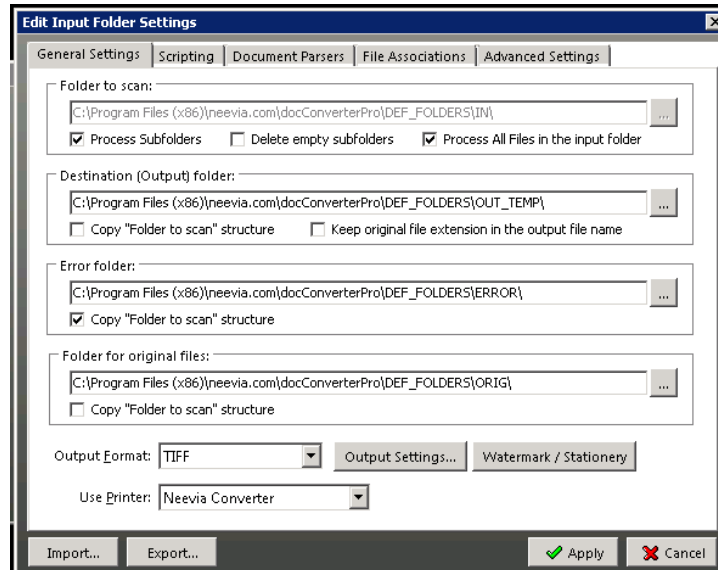 Edit Input Folder Settings
General Settings Scripting Document Parsers File Associations Advanced Settings
Folder to scan:
C:\Program Files (x86)\neevia.com\docConverterPro\DEF_FOLDERS\IN\ ...
Process Subfolders Delete empty subfolders Process All Files in the input folder
Destination (Output) folder:
C:\Program Files (x86)\neevia.com\docConverterPro\DEF_FOLDERS\OUT_TEMP\ ...
Copy "Folder to scan" structure Keep original file extension in the output file name
Error folder:
C:\Program Files (x86)\neevia.com\docConverterPro\DEF_FOLDERS\ERROR\ ...
Copy "Folder to scan" structure
Folder for original files:
C:\Program Files (x86)\neevia.com\docConverterPro\DEF_FOLDERS\ORIG\ ...
Copy "Folder to scan" structure
Output Format: TIFF Output Settings... Watermark / Stationery
Use Printer: Neevia Converter
Import... Export... Apply Cancel